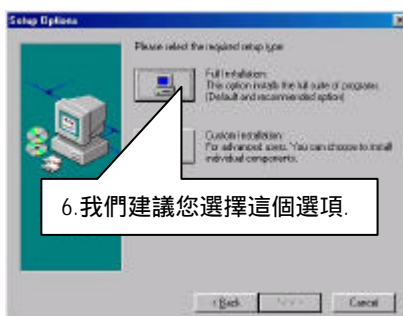 Setup Options
Please select the required setup type
Full Installation:
This option installs the full suite of programs.
(Default and recommended option)
Custom Installation:
For advanced users. You can choose to install
individual components.
6.我們建議您選擇這個選項.
< Back
Cancel